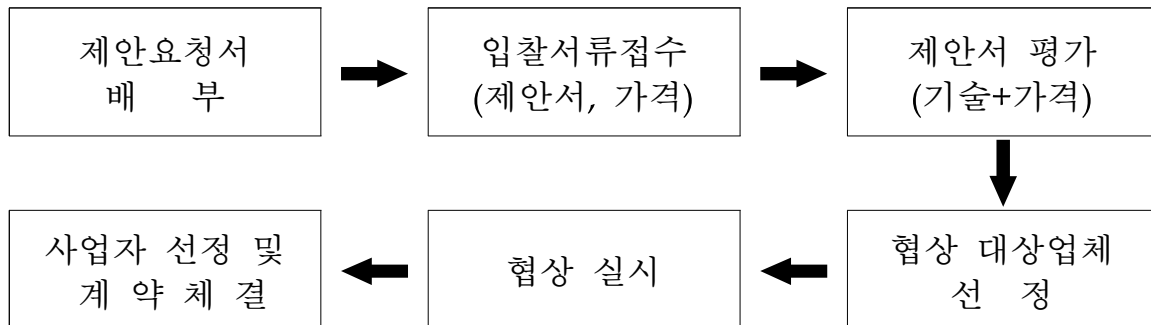 제안요청서
배 부
입찰서류접수
(제안서, 가격)
제안서 평가
(기술+가격)
협상 대상업체
선 정
협상 실시
사업자 선정 및
계 약 체 결